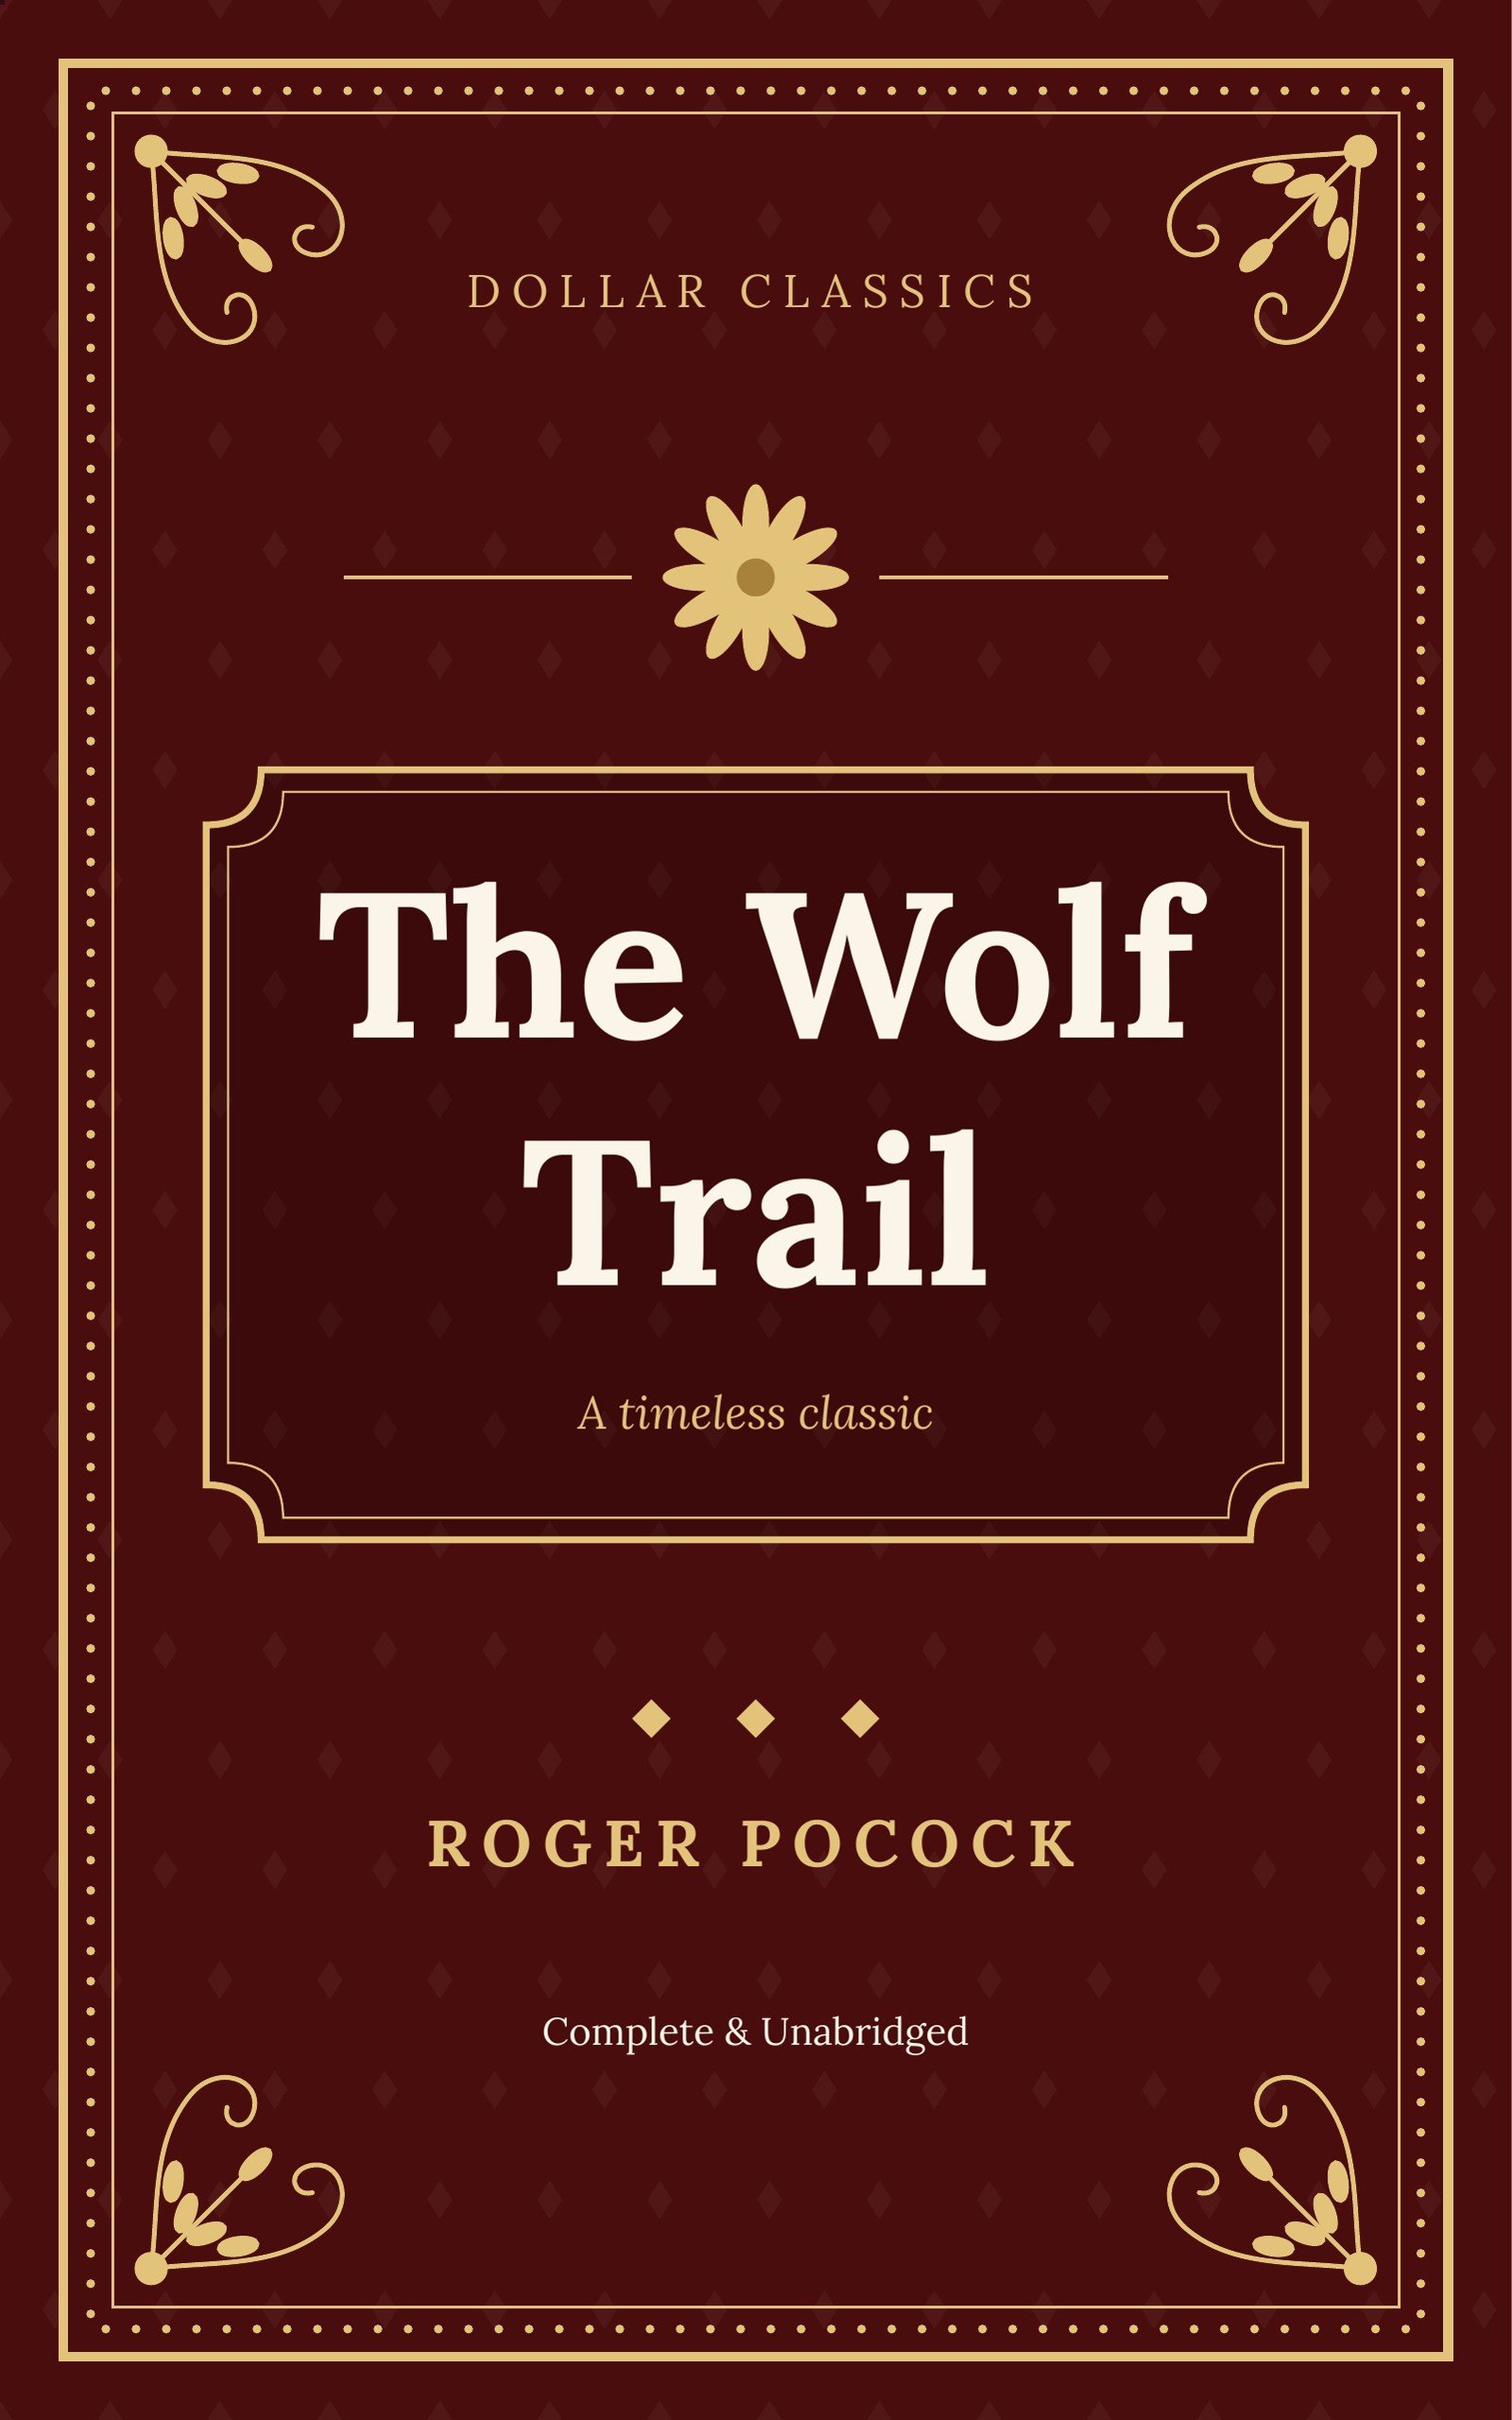 DOLLAR CLASSICS
The Wolf
Trail
A timeless classic
ROGER POCOCK
Complete & Unabridged